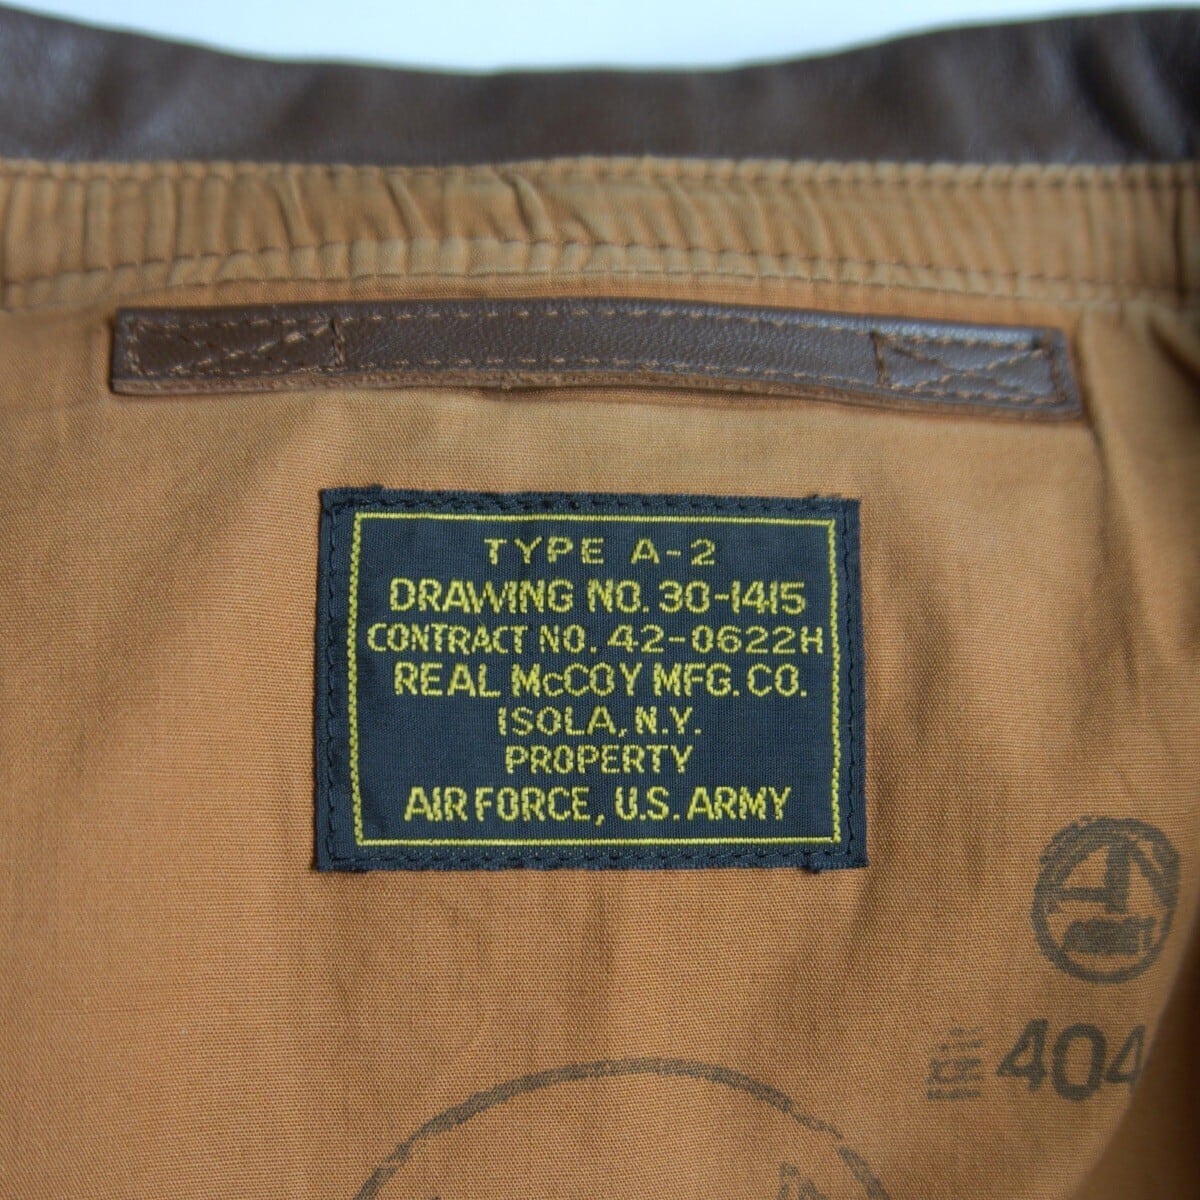 TYPE A-2
DRAWING NO. 30-1415
CONTRACT NO. 42-0622H
REAL McCOY MFG. CO.
ISOLA, N.Y.
PROPERTY
AIR FORCE, U.S. ARMY
404